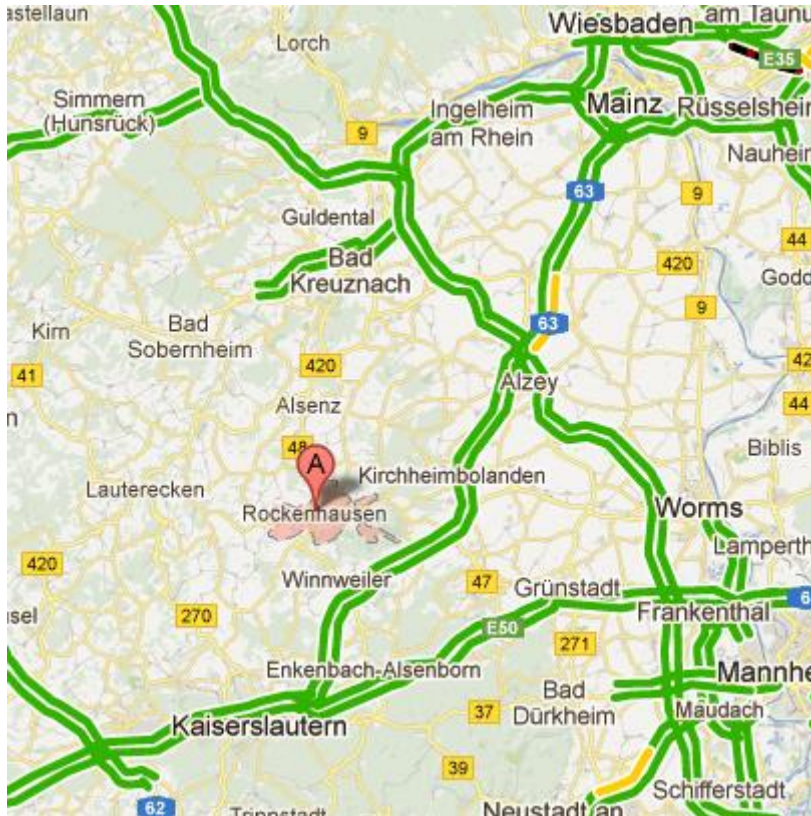 astellaun
Wiesbaden
am Taunu
Lorch
E35
Simmern
(Hunsrück)
Ingelheim
am Rhein
Mainz
Rüsselshei
9
Nauhei
63
9
Guldental
44
Bad
Kreuznach
420
Godd
9
63
Kirn
Bad
Sobernheim
420
42
41
Alzey
Alsenz
44
n
48
Biblis
A
Kirchheimbolanden
Lauterecken
Rockenhausen
Worms
Lamperth
420
Winnweiler
47
Grünstadt
6
270
sel
Frankenthal
E50
271
Enkenbach-Alsenborn
Mannhe
Bad
Dürkheim
37
Maudach
Kaiserslautern
39
Schifferstadt
62
Trippstadt
Neustadt an